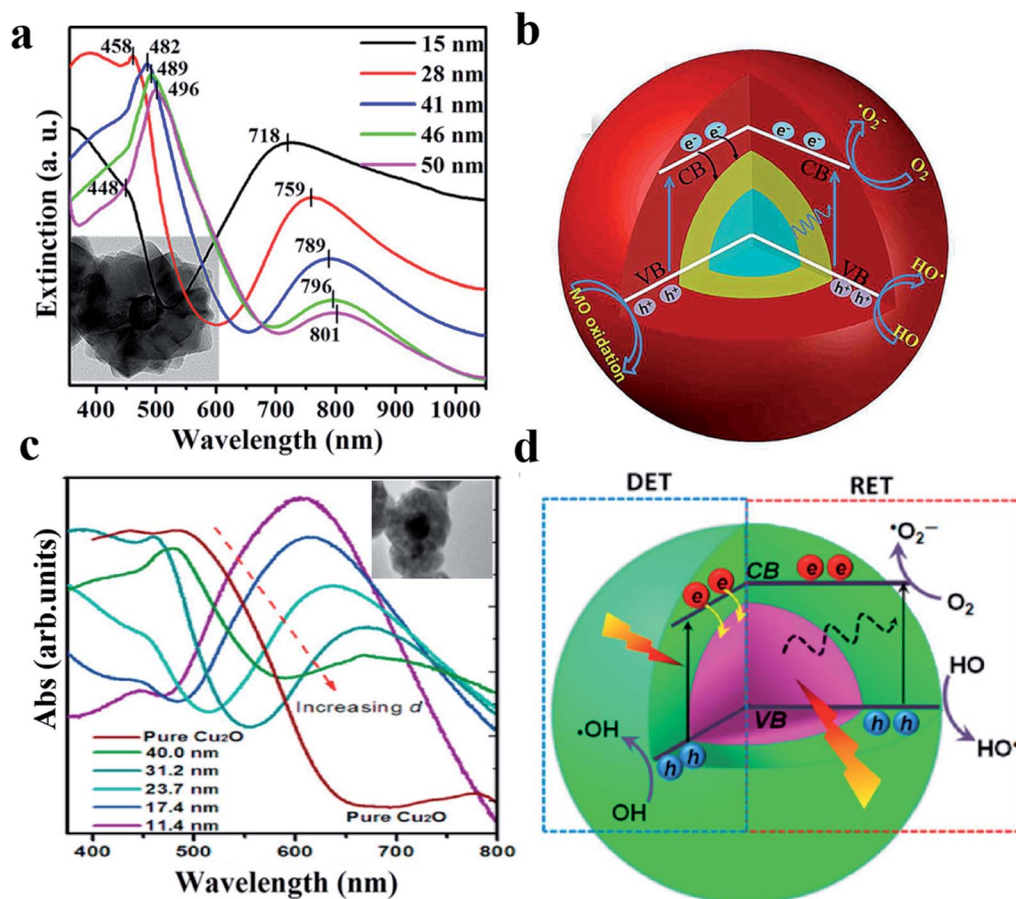 a
Extinction (a. u.)
458
482
489
496
448
718
759
789
796
801
15 nm
28 nm
41 nm
46 nm
50 nm
400 500 600 700 800 900 1000
Wavelength (nm)
b
e⁻ e⁻
e⁻ e⁻
CB
CB
•O₂⁻
O₂
VB
VB
h⁺ h⁺
h⁺ h⁺
HO•
HO
MO oxidation
c
Abs (arb.units)
Increasing d
Pure Cu₂O
40.0 nm
31.2 nm
23.7 nm
17.4 nm
11.4 nm
Pure Cu₂O
400 500 600 700 800
Wavelength (nm)
d
DET
RET
•O₂⁻
O₂
e e
CB
e e
HO
HO•
VB
h h
h h
•OH
OH